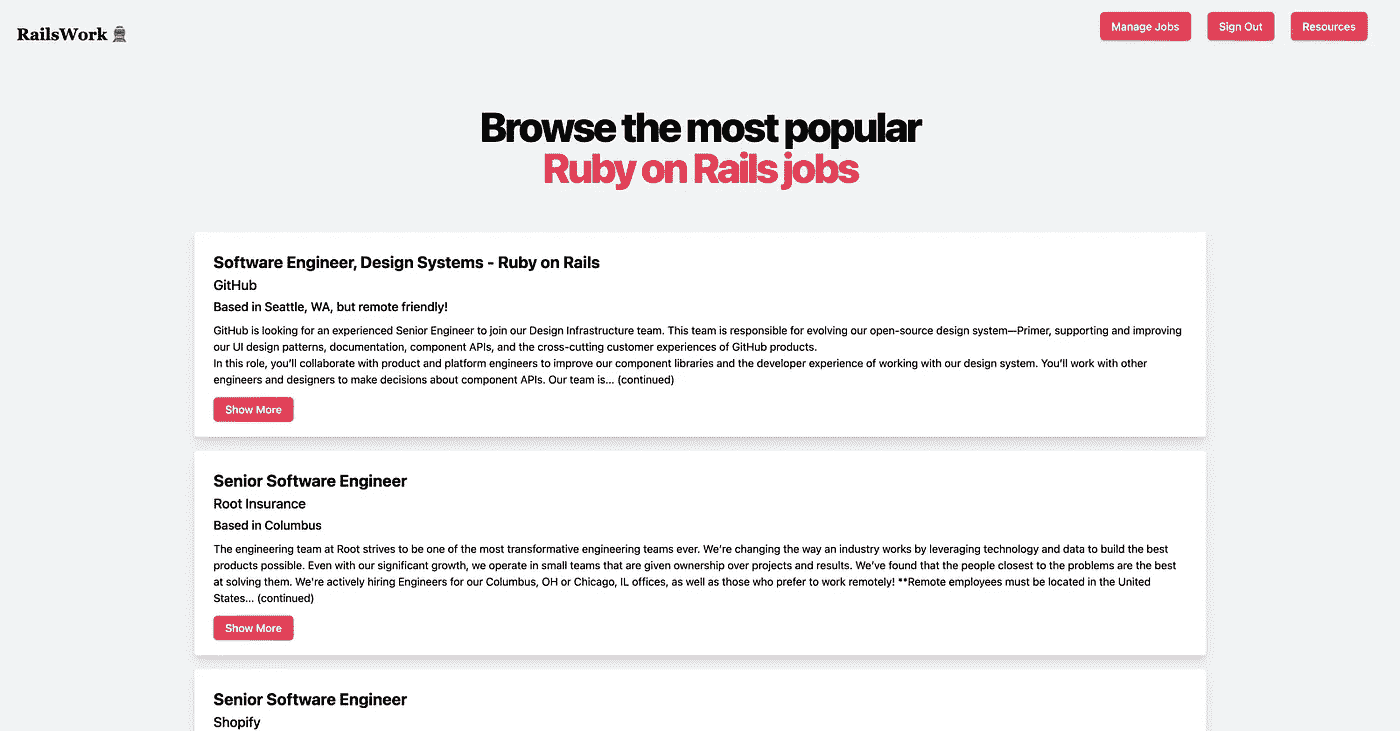 RailsWork
Manage Jobs
Sign Out
Resources
Browse the most popular
Ruby on Rails jobs
Software Engineer, Design Systems - Ruby on Rails
GitHub
Based in Seattle, WA, but remote friendly!
GitHub is looking for an experienced Senior Engineer to join our Design Infrastructure team. This team is responsible for evolving our open-source design system—Primer, supporting and improving
our UI design patterns, documentation, component APIs, and the cross-cutting customer experiences of GitHub products.
In this role, you’ll collaborate with product and platform engineers to improve our component libraries and the developer experience of working with our design system. You’ll work with other
engineers and designers to make decisions about component APIs. Our team is... (continued)
Show More
Senior Software Engineer
Root Insurance
Based in Columbus
The engineering team at Root strives to be one of the most transformative engineering teams ever. We’re changing the way an industry works by leveraging technology and data to build the best
products possible. Even with our significant growth, we operate in small teams that are given ownership over projects and results. We’ve found that the people closest to the problems are the best
at solving them. We're actively hiring Engineers for our Columbus, OH or Chicago, IL offices, as well as those who prefer to work remotely! **Remote employees must be located in the United
States... (continued)
Show More
Senior Software Engineer
Shopify